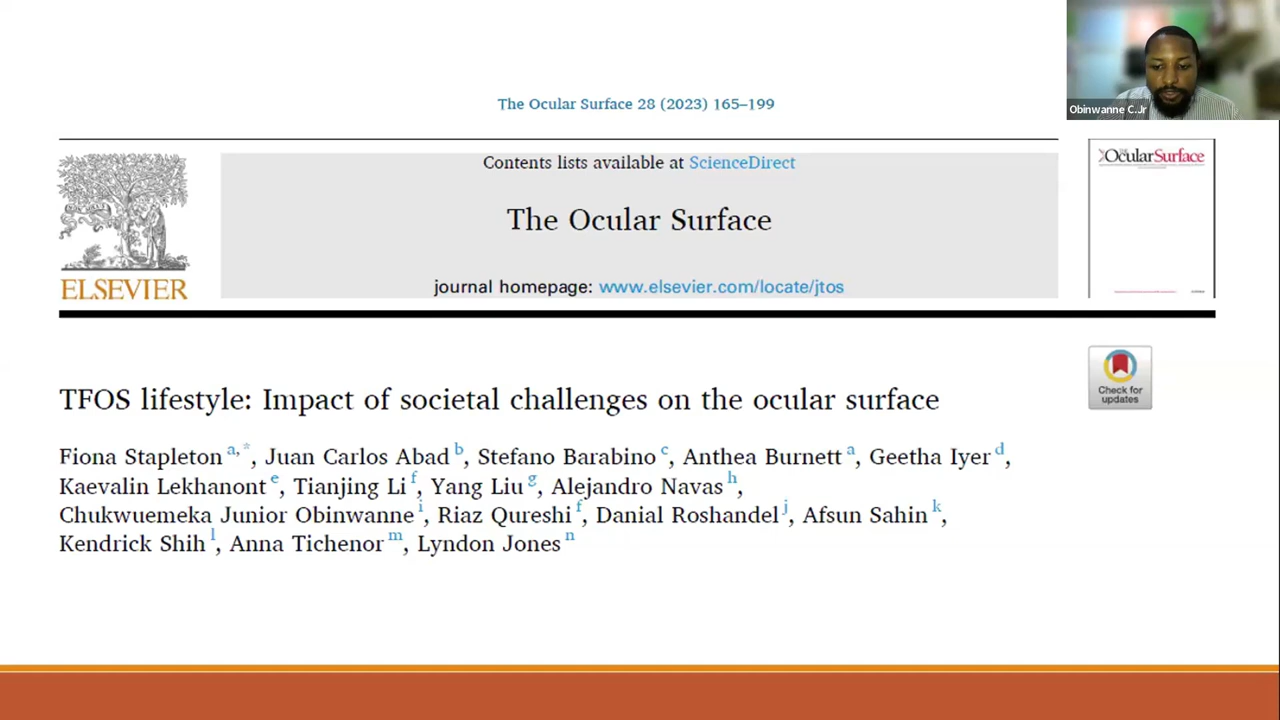 Obinwanne C.Jr
The Ocular Surface 28 (2023) 165–199
Contents lists available at ScienceDirect
The Ocular Surface
journal homepage: www.elsevier.com/locate/jtos
ELSEVIER
THE OcularSurface
Check for
updates
TFOS lifestyle: Impact of societal challenges on the ocular surface
Fiona Stapleton a,*, Juan Carlos Abad b, Stefano Barabino c, Anthea Burnett a, Geetha Iyer d,
Kaevalin Lekhanont e, Tianjing Li f, Yang Liu g, Alejandro Navas h,
Chukwuemeka Junior Obinwanne i, Riaz Qureshi f, Danial Roshandel j, Afsun Sahin k,
Kendrick Shih l, Anna Tichenor m, Lyndon Jones n